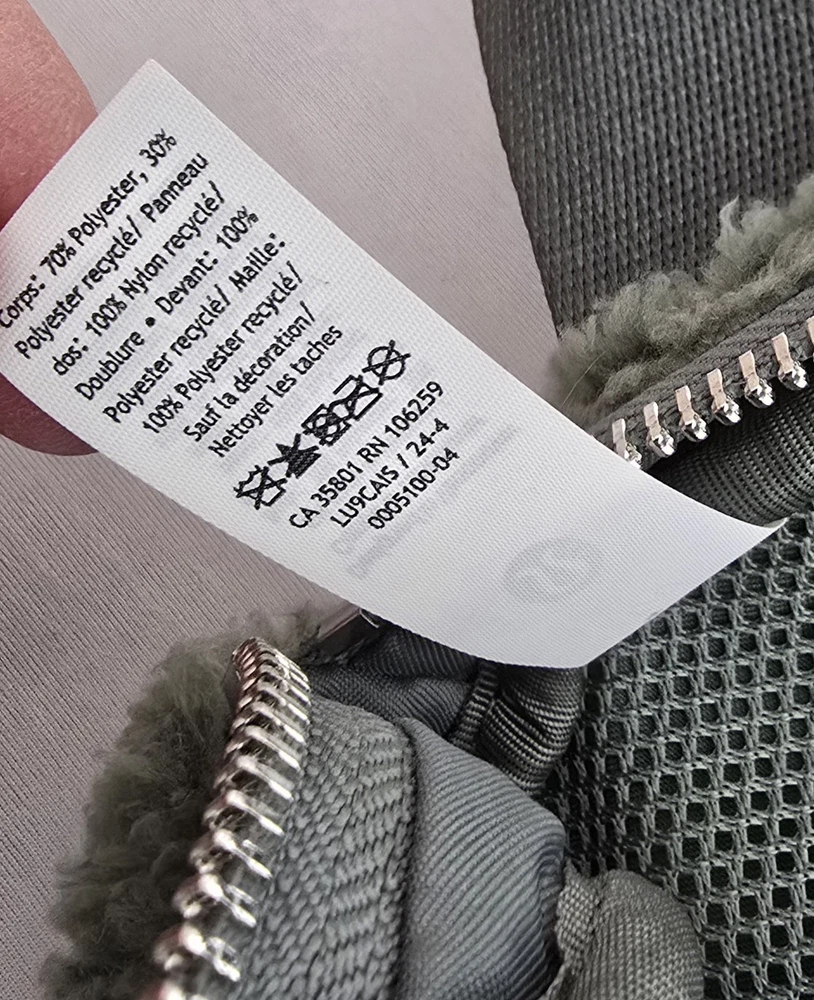 Corps: 70% Polyester, 30%
Polyester recyclé/ Panneau
dos: 100% Nylon recyclé/
Doublure • Devant: 100%
Polyester recyclé/ Maille:
100% Polyester recyclé/
Sauf la décoration/
Nettoyer les taches
CA 35801 RN 106259
LU9CAIS / 24-4
0005100-04